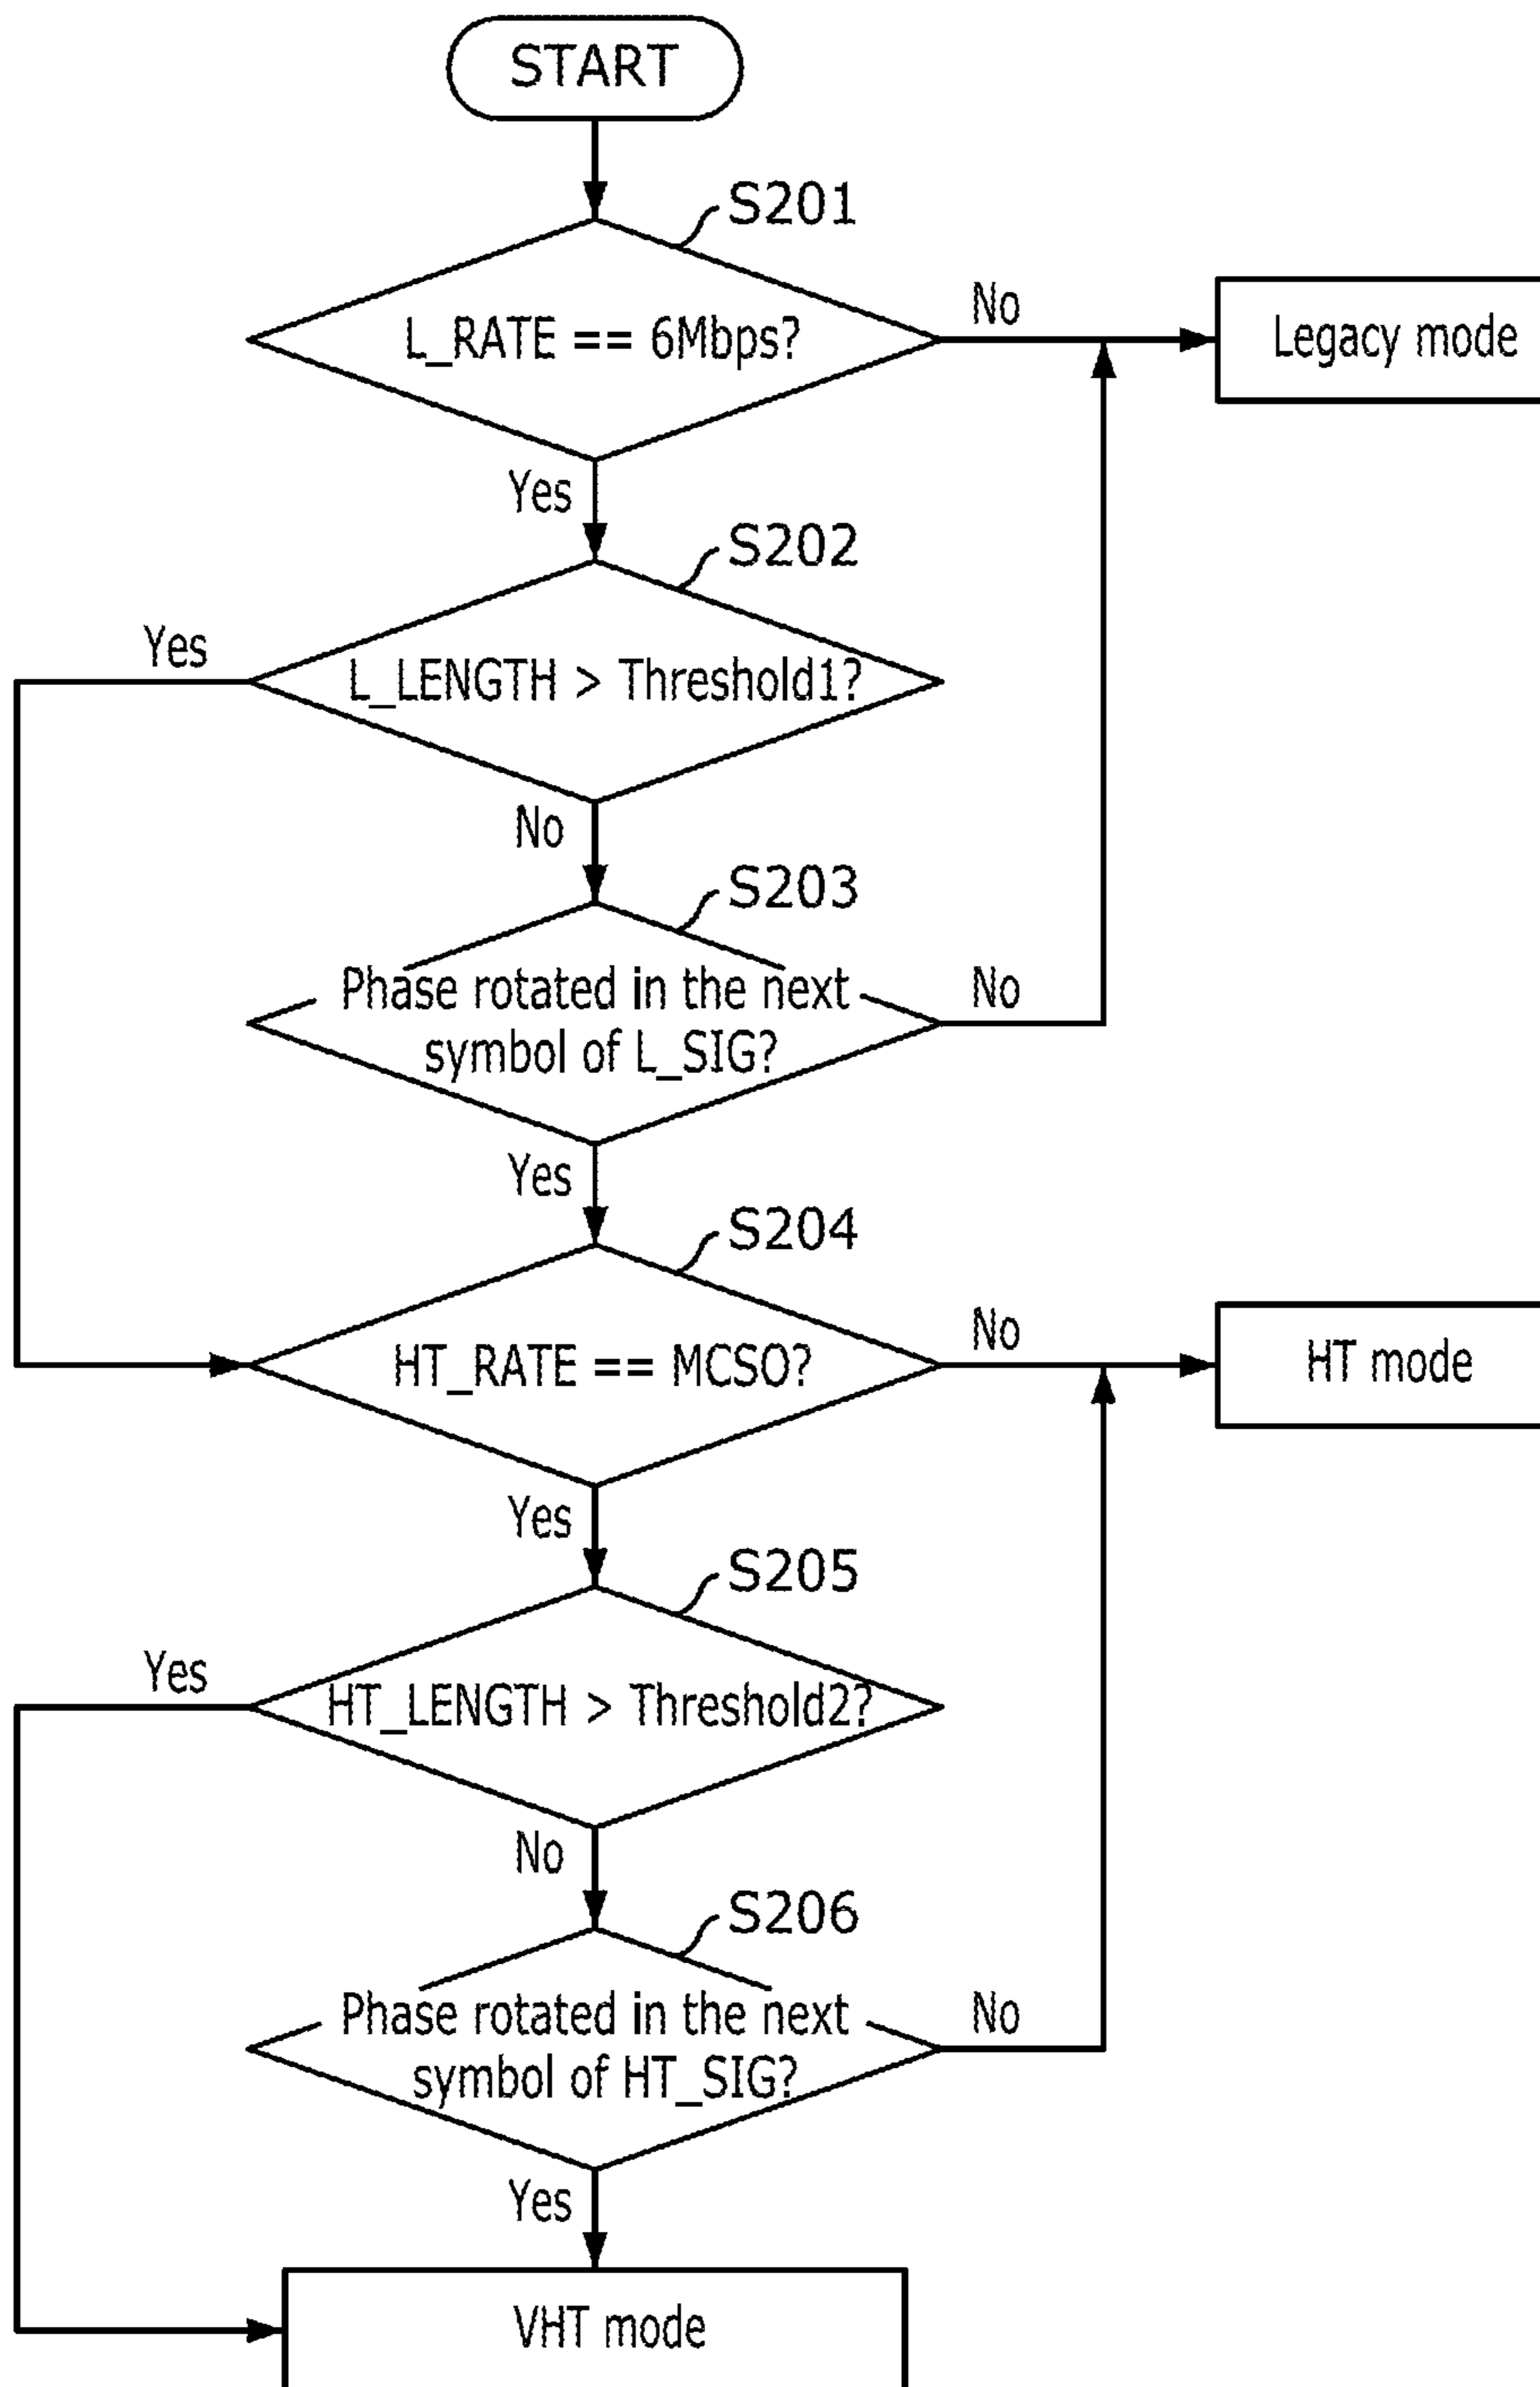 START
S201
L_RATE == 6Mbps?
No
Legacy mode
Yes
S202
Yes
L_LENGTH > Threshold1?
No
S203
Phase rotated in the next
symbol of L_SIG?
No
Yes
S204
HT_RATE == MCSO?
No
HT mode
Yes
S205
Yes
HT_LENGTH > Threshold2?
No
S206
Phase rotated in the next
symbol of HT_SIG?
No
Yes
VHT mode